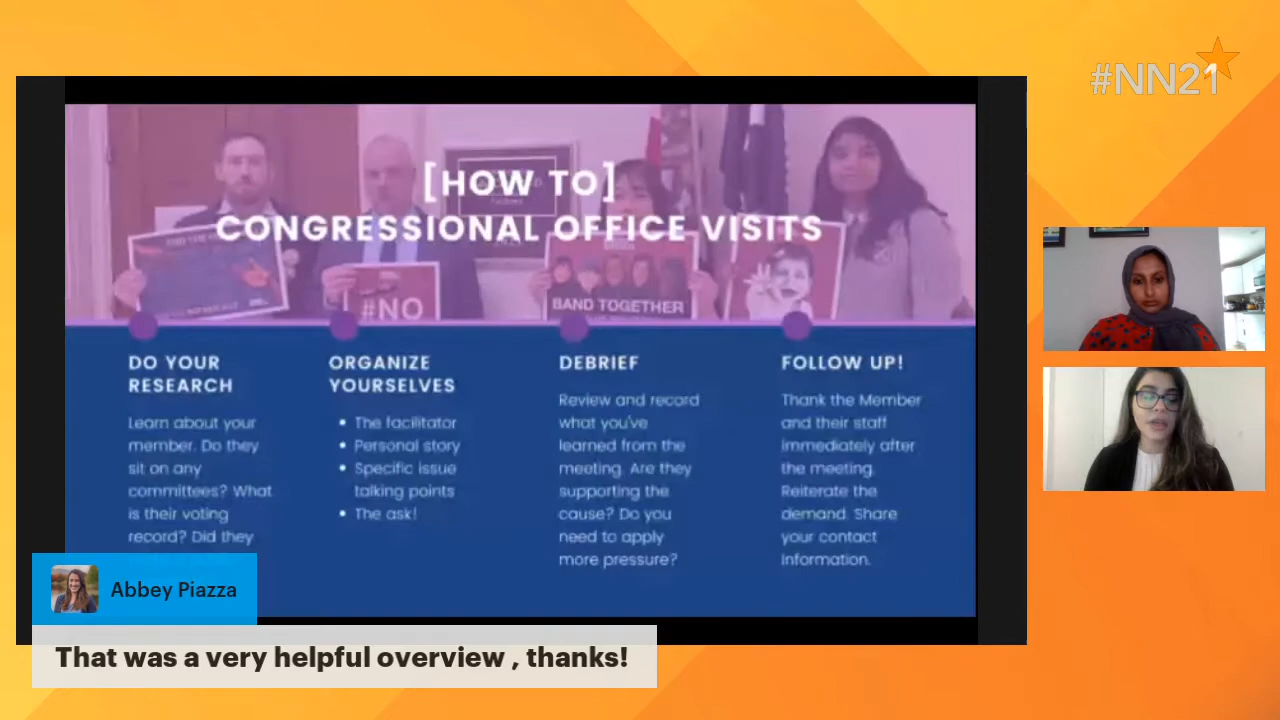 #NN21
[HOW TO]
CONGRESSIONAL OFFICE VISITS
#NO
BAND TOGETHER
DO YOUR
RESEARCH
Learn about your
member. Do they
sit on any
committees? What
is their voting
record? Did they
ORGANIZE
YOURSELVES
• The facilitator
• Personal story
• Specific issue
talking points
• The ask!
DEBRIEF
Review and record
what you've
learned from the
meeting. Are they
supporting the
cause? Do you
need to apply
more pressure?
FOLLOW UP!
Thank the Member
and their staff
immediately after
the meeting.
Reiterate the
demand. Share
your contact
information.
Abbey Piazza
That was a very helpful overview , thanks!